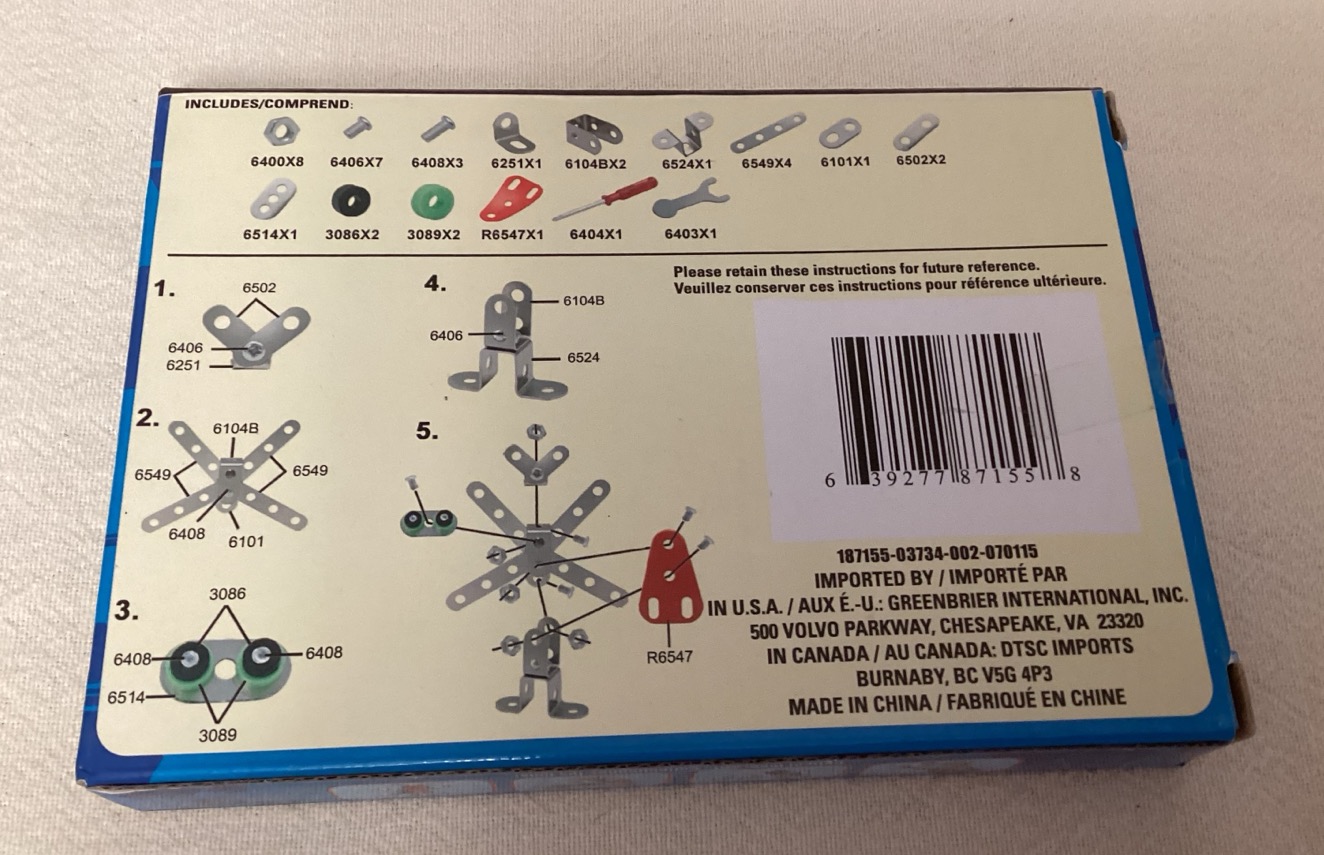 INCLUDES/COMPREND:
6400X8 6406X7 6408X3 6251X1 6104BX2 6524X1 6549X4 6101X1 6502X2
6514X1 3086X2 3089X2 R6547X1 6404X1 6403X1
Please retain these instructions for future reference.
Veuillez conserver ces instructions pour référence ultérieure.
1.
6502
6406
6251
2.
6104B
6549
6549
6408
6101
3.
3086
6408
6408
6514
3089
4.
6104B
6406
6524
5.
R6547
6 39277 87155 8
187155-03734-002-070115
IMPORTED BY / IMPORTÉ PAR
IN U.S.A. / AUX É.-U.: GREENBRIER INTERNATIONAL, INC.
500 VOLVO PARKWAY, CHESAPEAKE, VA 23320
IN CANADA / AU CANADA: DTSC IMPORTS
BURNABY, BC V5G 4P3
MADE IN CHINA / FABRIQUÉ EN CHINE